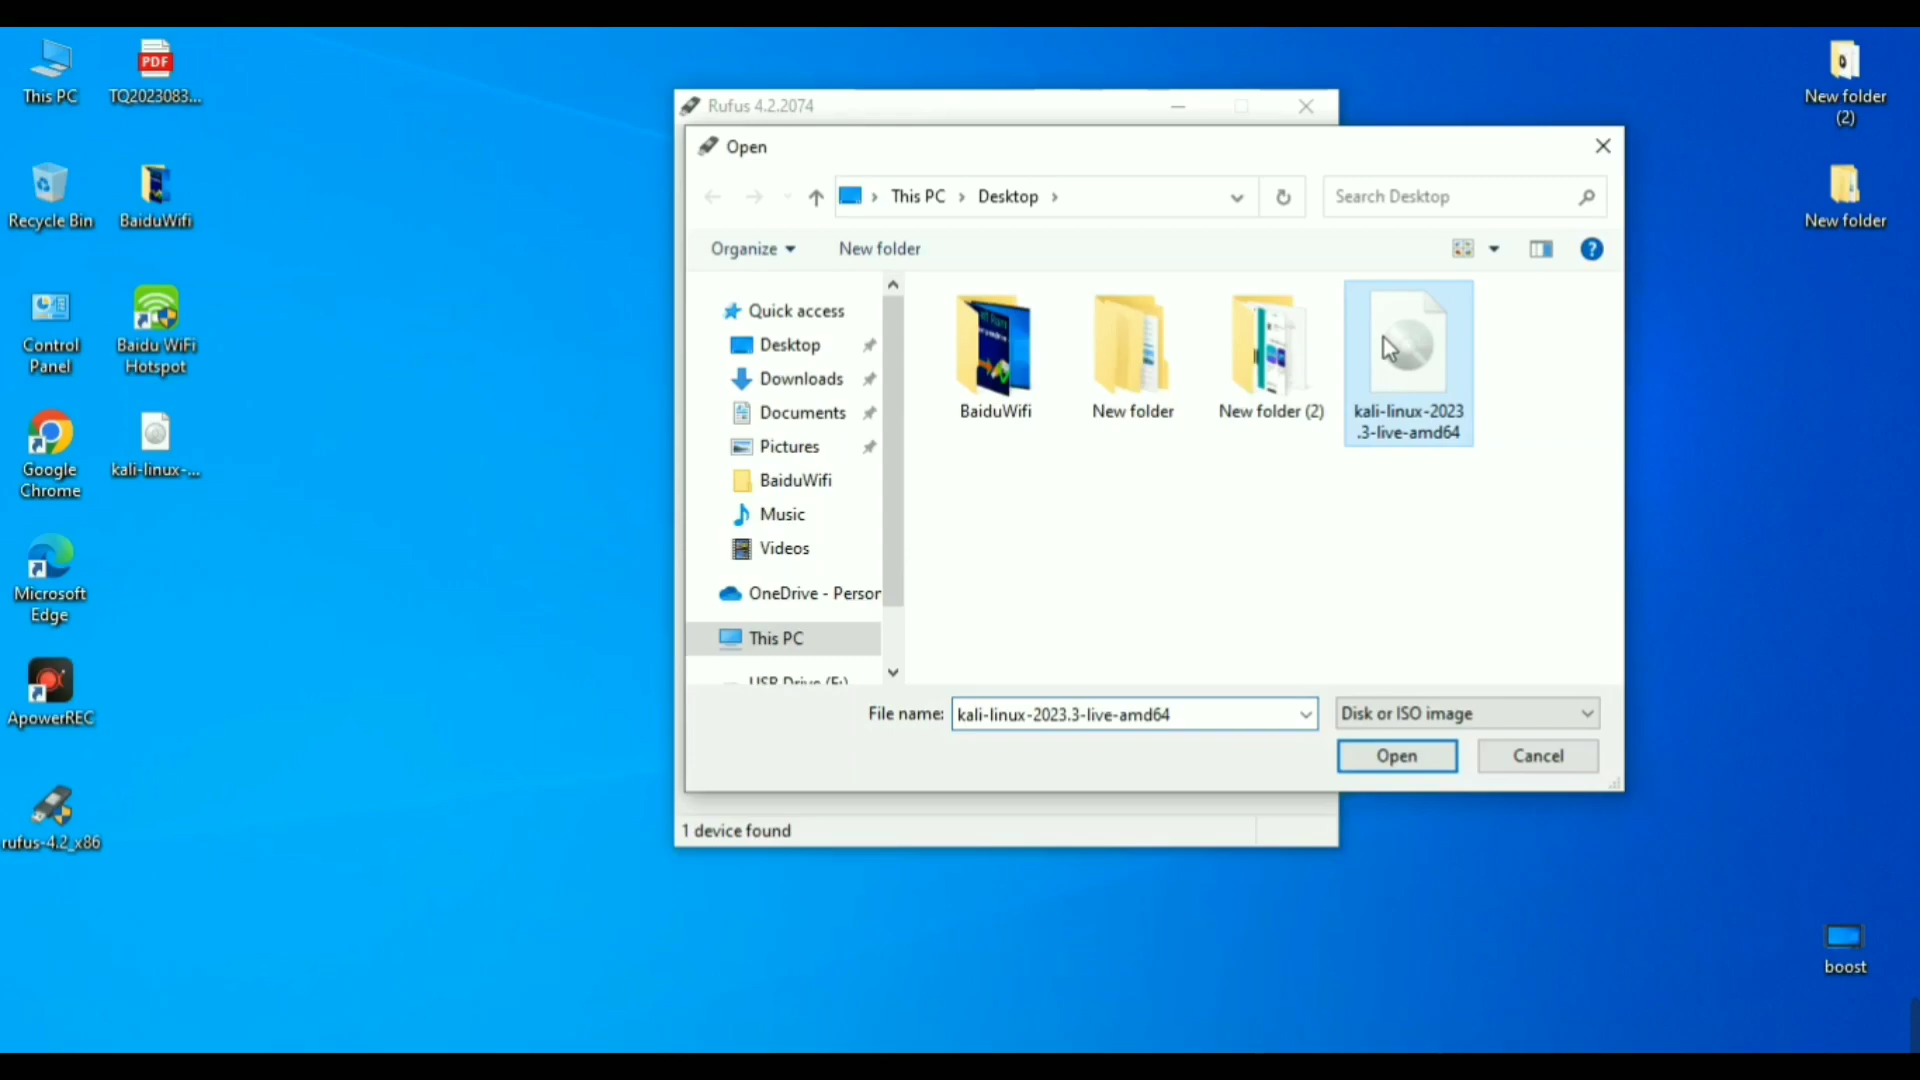 This PC
TQ2023083...
Recycle Bin
BaiduWifi
Control
Panel
Baidu WiFi
Hotspot
Google
Chrome
kali-linux-...
Microsoft
Edge
ApowerREC
rufus-4.2_x86
Rufus 4.2.2074
Open
This PC
Desktop
Search Desktop
Organize
New folder
Quick access
Desktop
Downloads
Documents
Pictures
BaiduWifi
Music
Videos
OneDrive - Person
This PC
USB Drive (F:)
BaiduWifi
New folder
New folder (2)
kali-linux-2023
.3-live-amd64
File name:
kali-linux-2023.3-live-amd64
Disk or ISO image
Open
Cancel
1 device found
New folder
(2)
New folder
boost
PDF